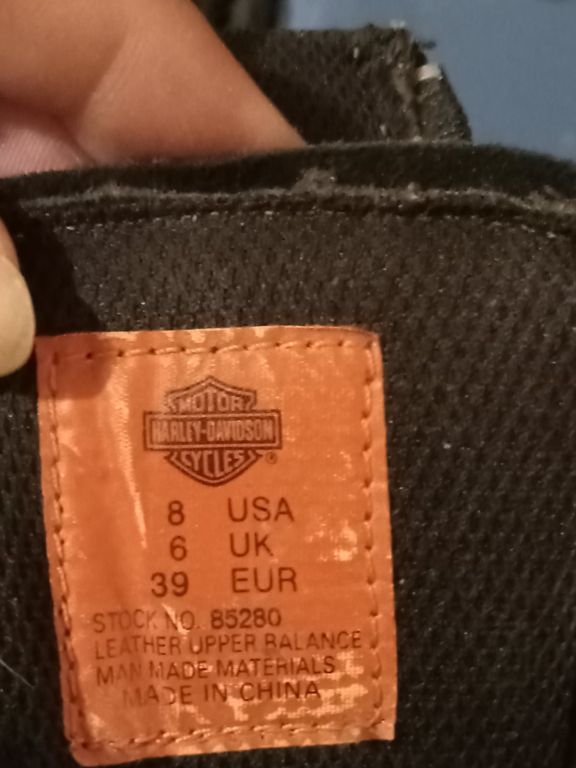 MOTOR
HARLEY-DAVIDSON
CYCLES®
8 USA
6 UK
39 EUR
STOCK NO. 85280
LEATHER UPPER BALANCE
MAN MADE MATERIALS
MADE IN CHINA